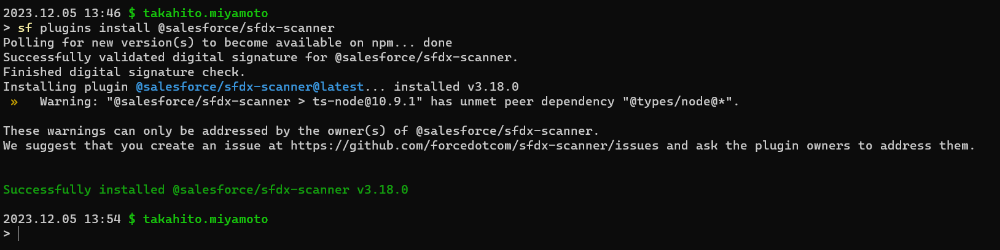 2023.12.05 13:46 $ takahito.miyamoto
> sf plugins install @salesforce/sfdx-scanner
Polling for new version(s) to become available on npm... done
Successfully validated digital signature for @salesforce/sfdx-scanner.
Finished digital signature check.
Installing plugin @salesforce/sfdx-scanner@latest... installed v3.18.0
»   Warning: "@salesforce/sfdx-scanner > ts-node@10.9.1" has unmet peer dependency "@types/node@*".
These warnings can only be addressed by the owner(s) of @salesforce/sfdx-scanner.
We suggest that you create an issue at https://github.com/forcedotcom/sfdx-scanner/issues and ask the plugin owners to address them.
Successfully installed @salesforce/sfdx-scanner v3.18.0
2023.12.05 13:54 $ takahito.miyamoto
>